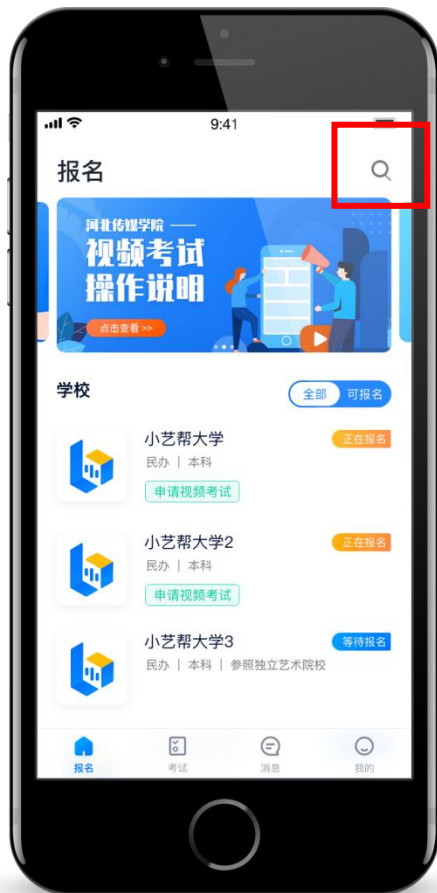 9:41
报名
河北传媒学院 ——
视频考试
操作说明
点击查看 >>
学校
全部 可报名
小艺帮大学
正在报名
民办 | 本科
申请视频考试
小艺帮大学2
正在报名
民办 | 本科
申请视频考试
小艺帮大学3
等待报名
民办 | 本科 | 参照独立艺术院校
报名 考试 消息 我的